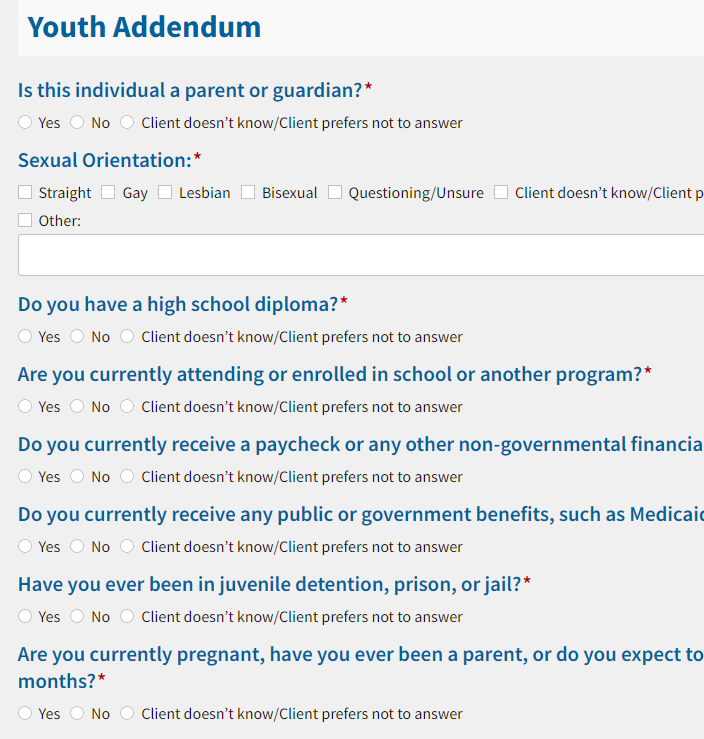 Youth Addendum
Is this individual a parent or guardian?*
Yes No Client doesn’t know/Client prefers not to answer
Sexual Orientation:*
Straight Gay Lesbian Bisexual Questioning/Unsure Client doesn’t know/Client p
Other:
Do you have a high school diploma?*
Yes No Client doesn’t know/Client prefers not to answer
Are you currently attending or enrolled in school or another program?*
Yes No Client doesn’t know/Client prefers not to answer
Do you currently receive a paycheck or any other non-governmental financia
Yes No Client doesn’t know/Client prefers not to answer
Do you currently receive any public or government benefits, such as Medicaid
Yes No Client doesn’t know/Client prefers not to answer
Have you ever been in juvenile detention, prison, or jail?*
Yes No Client doesn’t know/Client prefers not to answer
Are you currently pregnant, have you ever been a parent, or do you expect to
months?*
Yes No Client doesn’t know/Client prefers not to answer